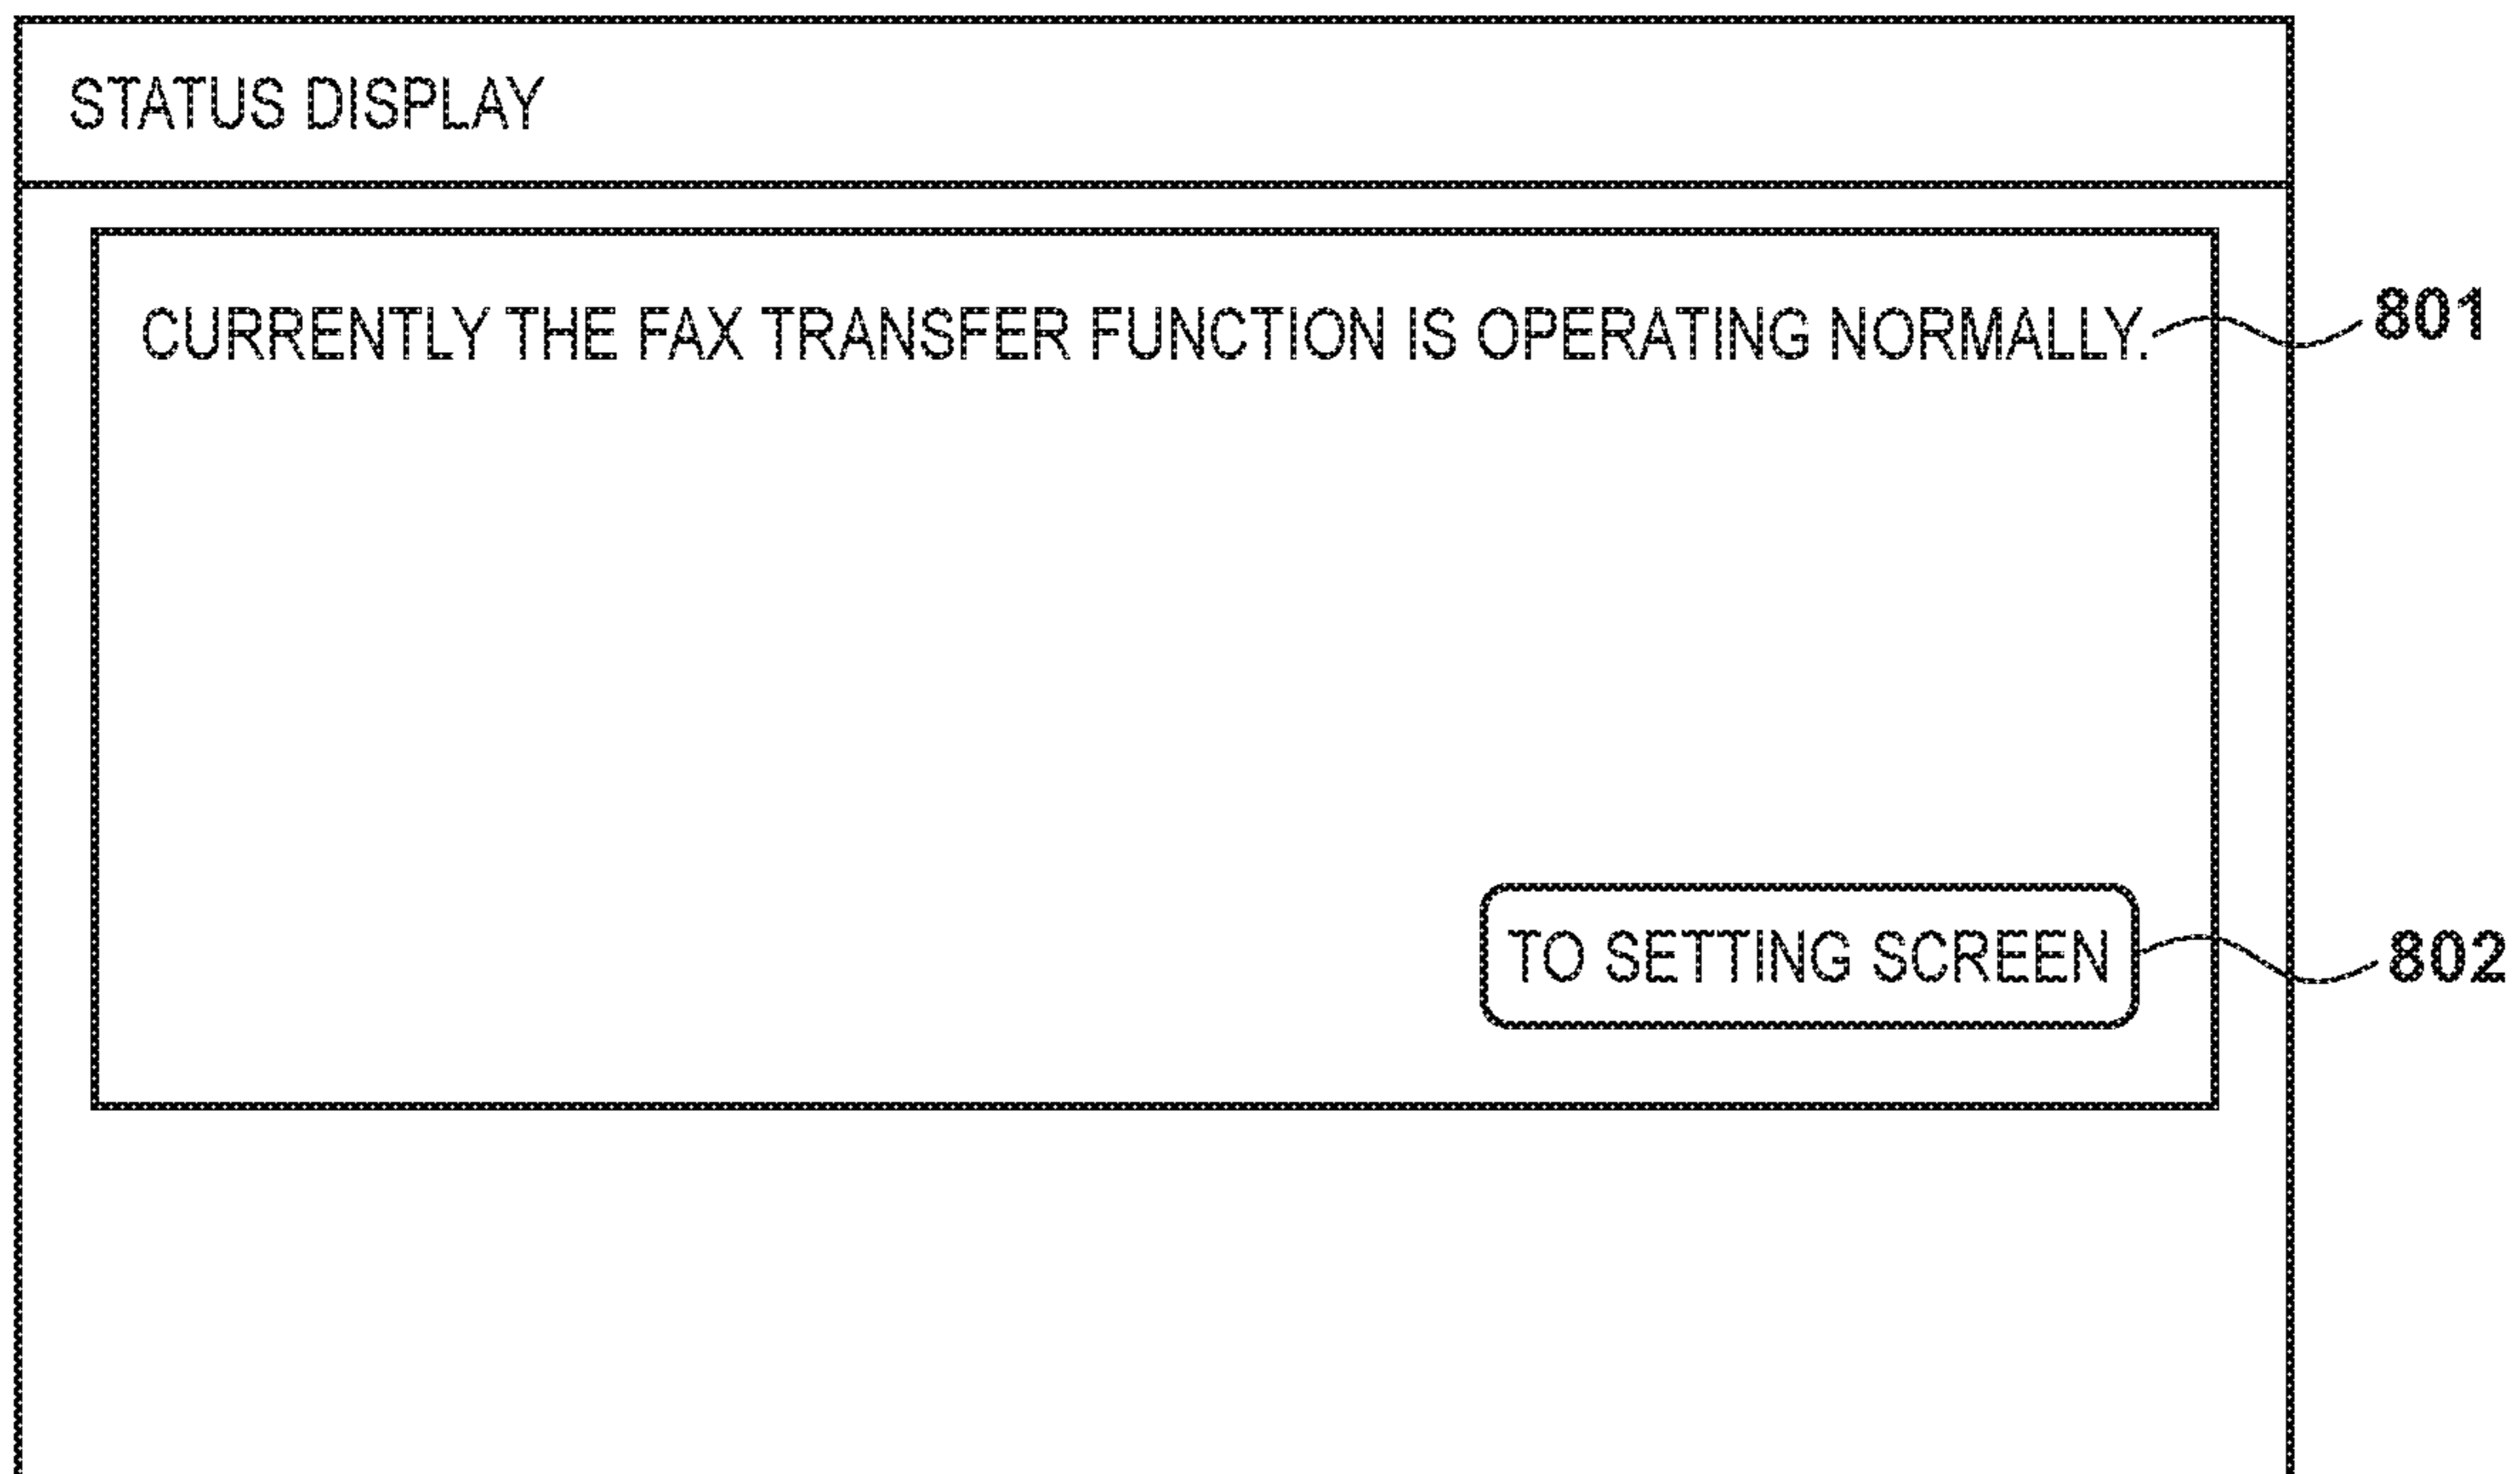 STATUS DISPLAY
CURRENTLY THE FAX TRANSFER FUNCTION IS OPERATING NORMALLY.
801
TO SETTING SCREEN
802